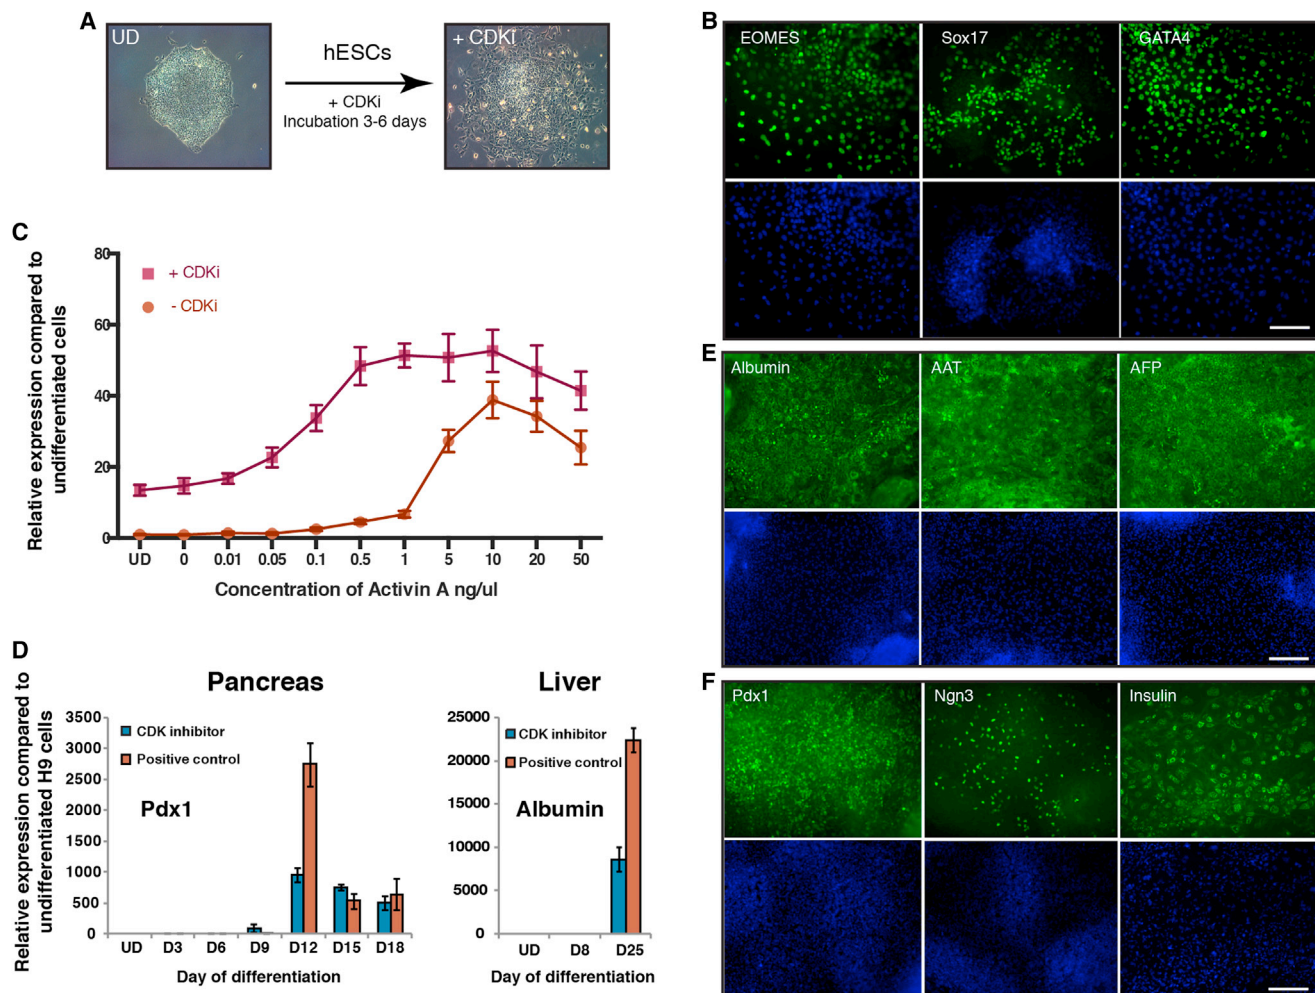 A
UD
hESCs
+ CDKi
Incubation 3-6 days
+ CDKi
B
EOMES
Sox17
GATA4
C
Relative expression compared to
undifferentiated cells
80
60
40
20
0
+ CDKi
- CDKi
UD 0 0.01 0.05 0.1 0.5 1 5 10 20 50
Concentration of Activin A ng/ul
E
Albumin
AAT
AFP
D
Relative expression compared to
undifferentiated H9 cells
Pancreas
3500
3000
2500
2000
1500
1000
500
0
CDK inhibitor
Positive control
Pdx1
UD D3 D6 D9 D12 D15 D18
Day of differentiation
Liver
25000
20000
15000
10000
5000
0
CDK inhibitor
Positive control
Albumin
UD D8 D25
Day of differentiation
F
Pdx1
Ngn3
Insulin